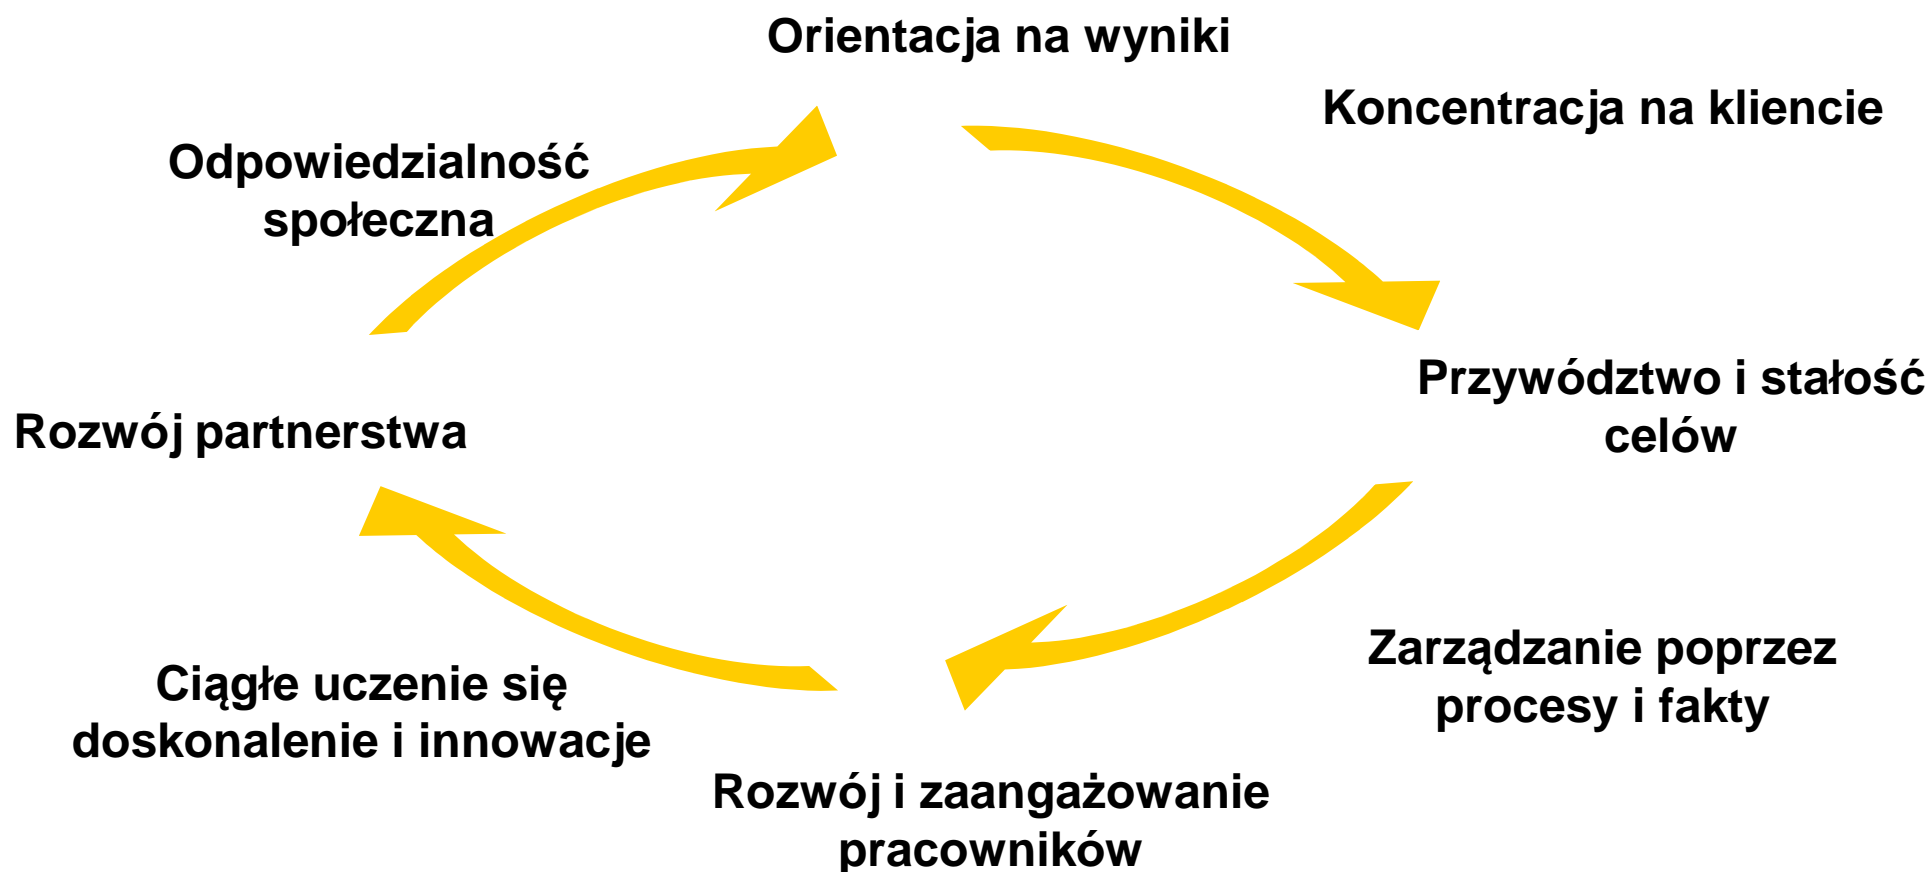 Orientacja na wyniki
Koncentracja na kliencie
Odpowiedzialność
społeczna
Przywództwo i stałość
celów
Rozwój partnerstwa
Zarządzanie poprzez
procesy i fakty
Ciągłe uczenie się
doskonalenie i innowacje
Rozwój i zaangażowanie
pracowników